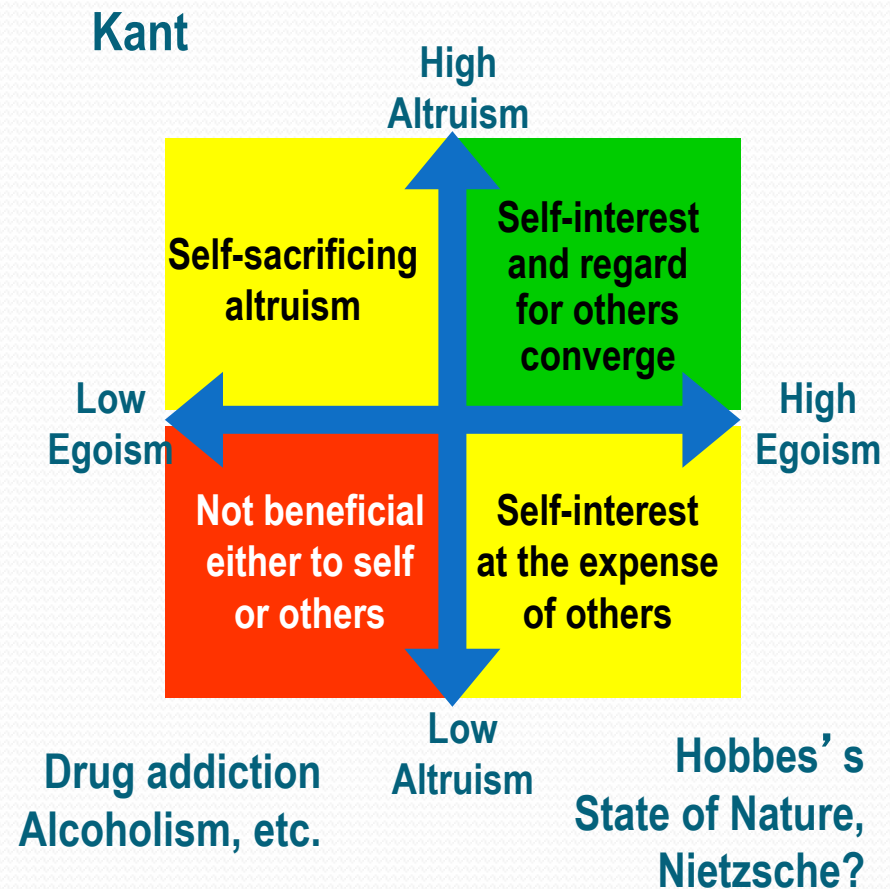 Kant
High
Altruism
Self-sacrificing
altruism
Self-interest
and regard
for others
converge
Low
Egoism
High
Egoism
Not beneficial
either to self
or others
Self-interest
at the expense
of others
Low
Altruism
Drug addiction
Alcoholism, etc.
Hobbes’s
State of Nature,
Nietzsche?